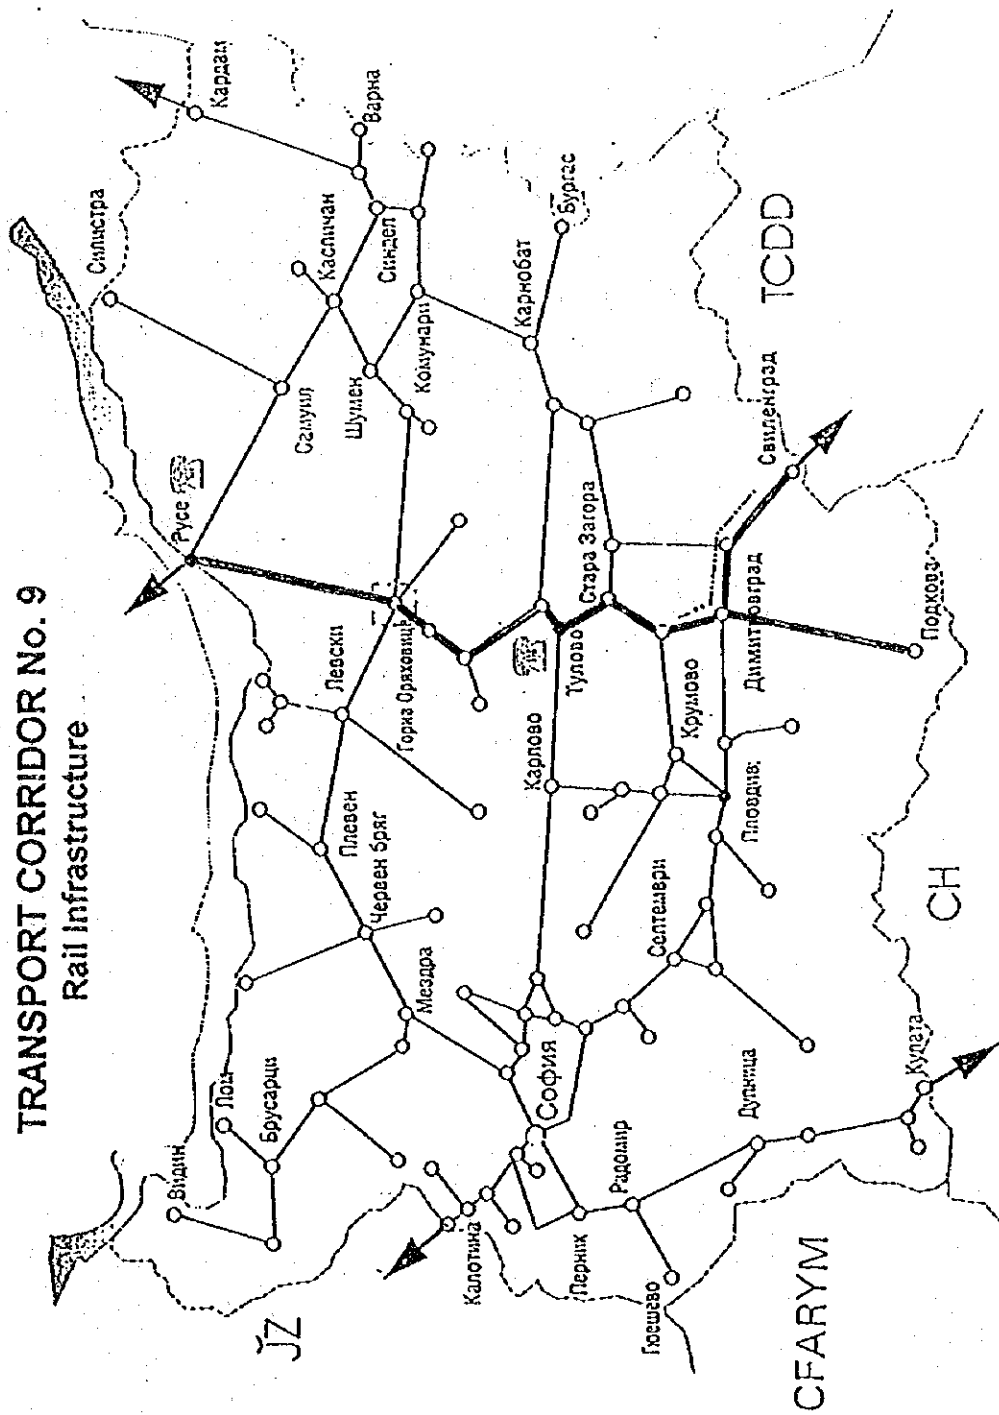 TRANSPORT CORRIDOR No. 9
Rail Infrastructure
Видин
Лом
Брусарци
Мездра
Червен бряг
Плевен
Левски
Горна Оряховица
Русе
Силистра
Самуил
Шумен
Каспичан
Синдел
Комунари
Варна
Кардам
JZ
Калотина
София
Перник
Радомир
Гюешево
Дупница
Кулата
Септември
Карлово
Тулово
Стара Загора
Карнобат
Бургас
Крумово
Пловдив
Димитровград
Свиленград
Подкова
TCDD
CH
CFARYM